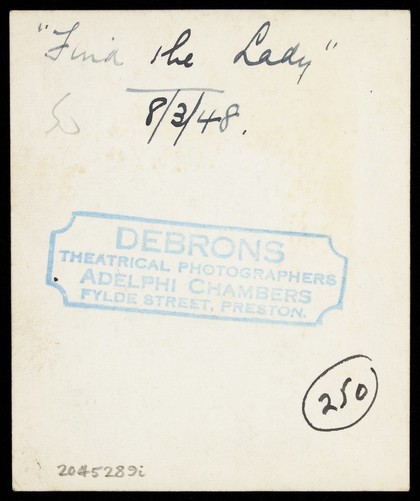 "Find the Lady"
8/3/48.
DEBRONS
THEATRICAL PHOTOGRAPHERS
ADELPHI CHAMBERS
FYLDE STREET, PRESTON.
250
2045289i